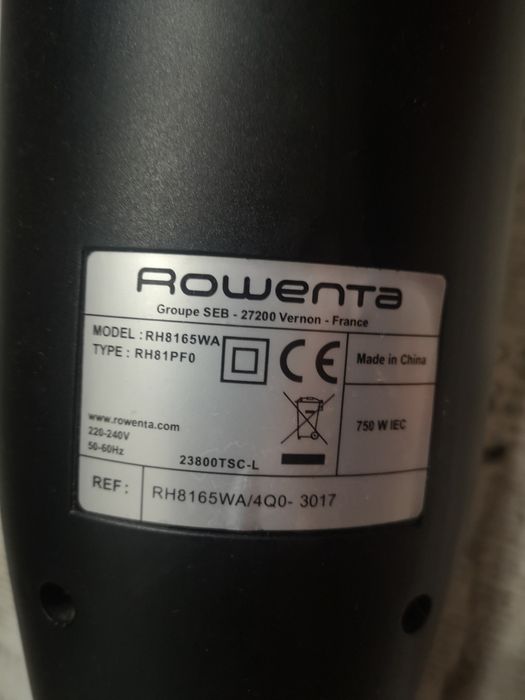 Rowenta
Groupe SEB - 27200 Vernon - France
MODEL : RH8165WA
TYPE : RH81PF0
CE
Made in China
www.rowenta.com
220-240V
50-60Hz
750 W IEC
23800TSC-L
REF: RH8165WA/4Q0- 3017